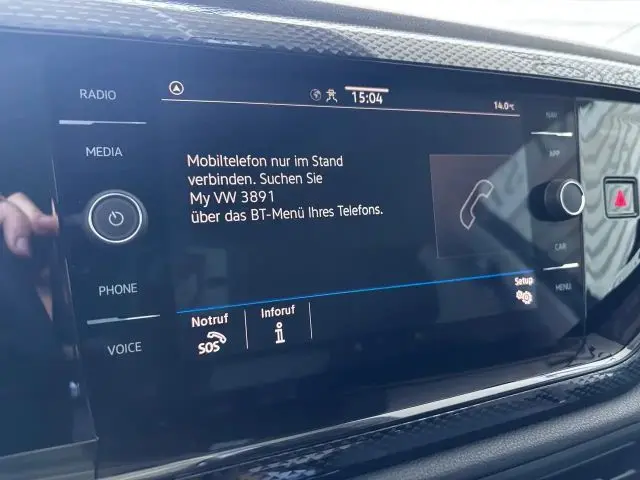 RADIO
15:04
14.0°C
NAV
MEDIA
APP
Mobiltelefon nur im Stand
verbinden. Suchen Sie
My VW 3891
über das BT-Menü Ihres Telefons.
CAR
PHONE
Setup
MENU
Notruf
Inforuf
SOS
VOICE